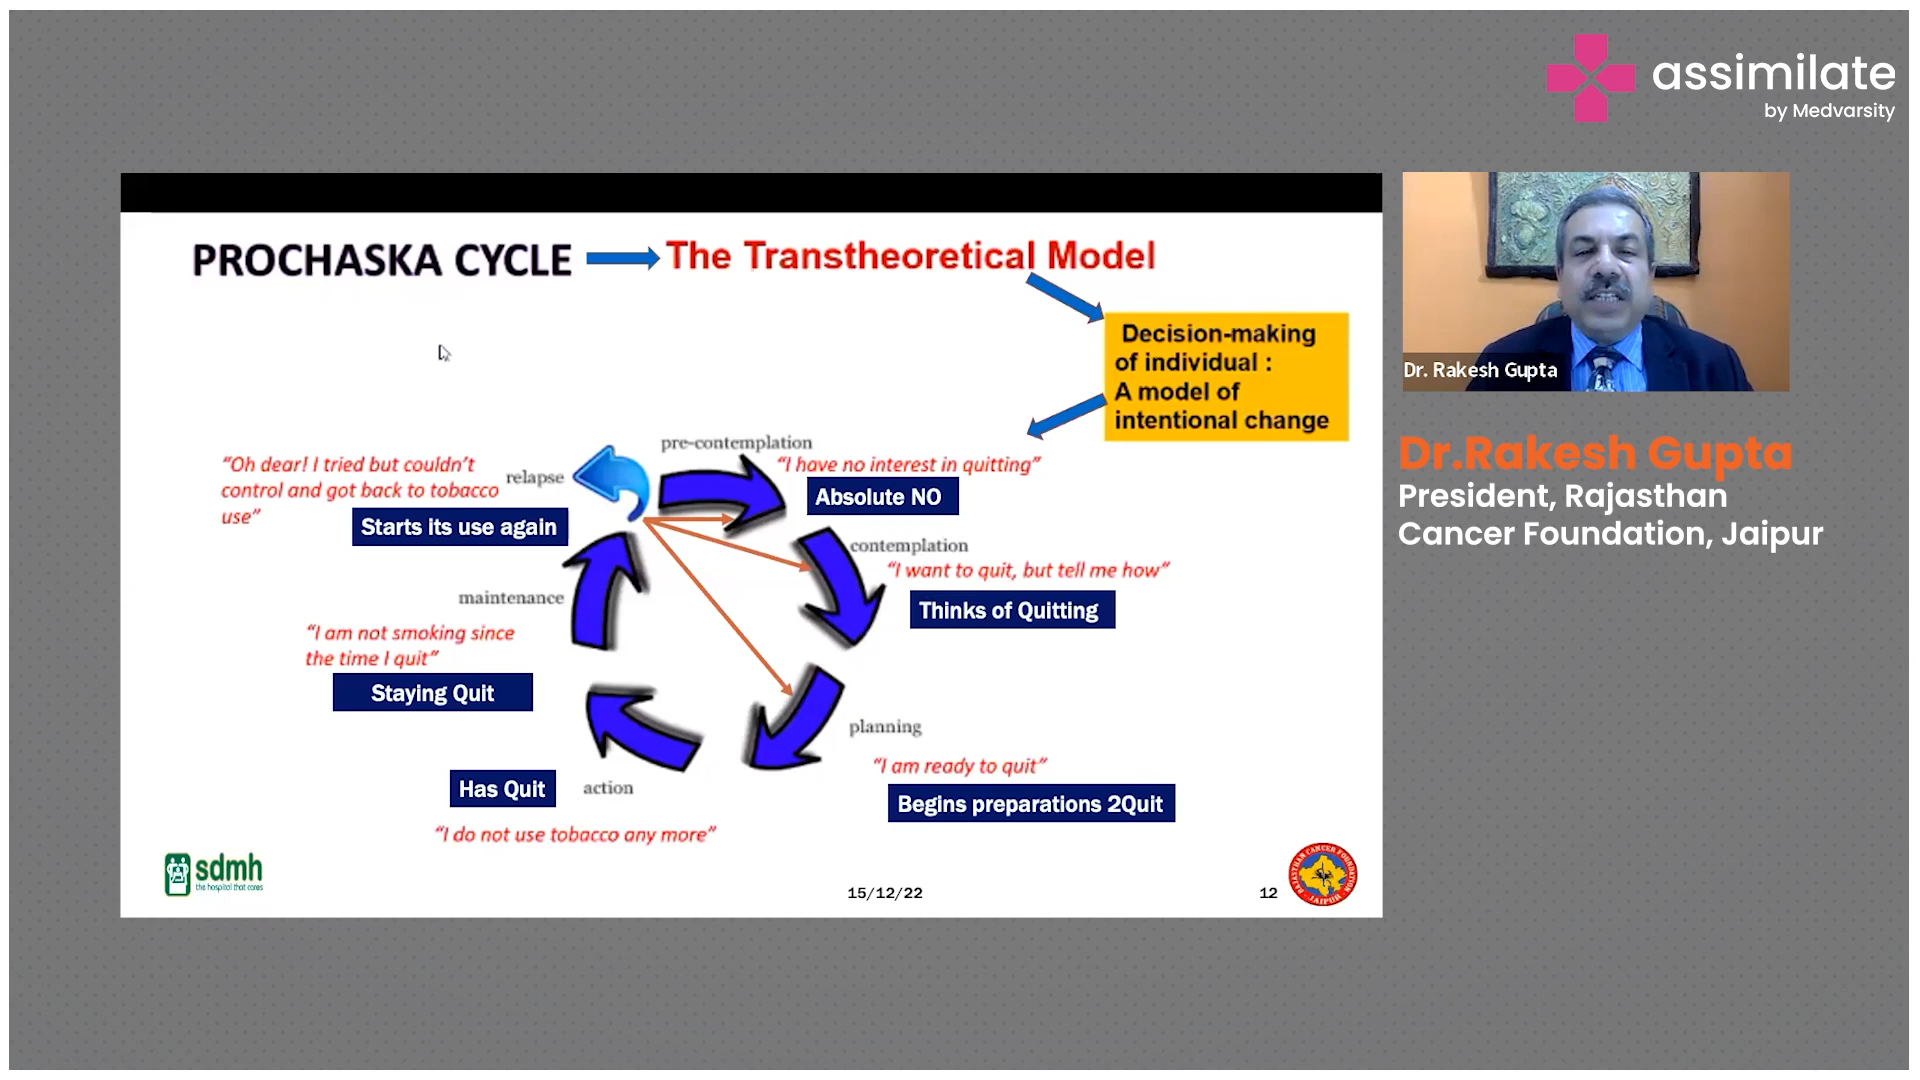 assimilate
by Medvarsity
PROCHASKA CYCLE
The Transtheoretical Model
Decision-making
of individual :
A model of
intentional change
pre-contemplation
"I have no interest in quitting"
Absolute NO
contemplation
"I want to quit, but tell me how"
Thinks of Quitting
planning
"I am ready to quit"
Begins preparations 2Quit
action
Has Quit
"I do not use tobacco any more"
maintenance
"I am not smoking since
the time I quit"
Staying Quit
relapse
"Oh dear! I tried but couldn't
control and got back to tobacco
use"
Starts its use again
sdmh
the hospital that cares
15/12/22
12
RAJASTHAN CANCER FOUNDATION
JAIPUR
Dr. Rakesh Gupta
Dr.Rakesh Gupta
President, Rajasthan
Cancer Foundation, Jaipur